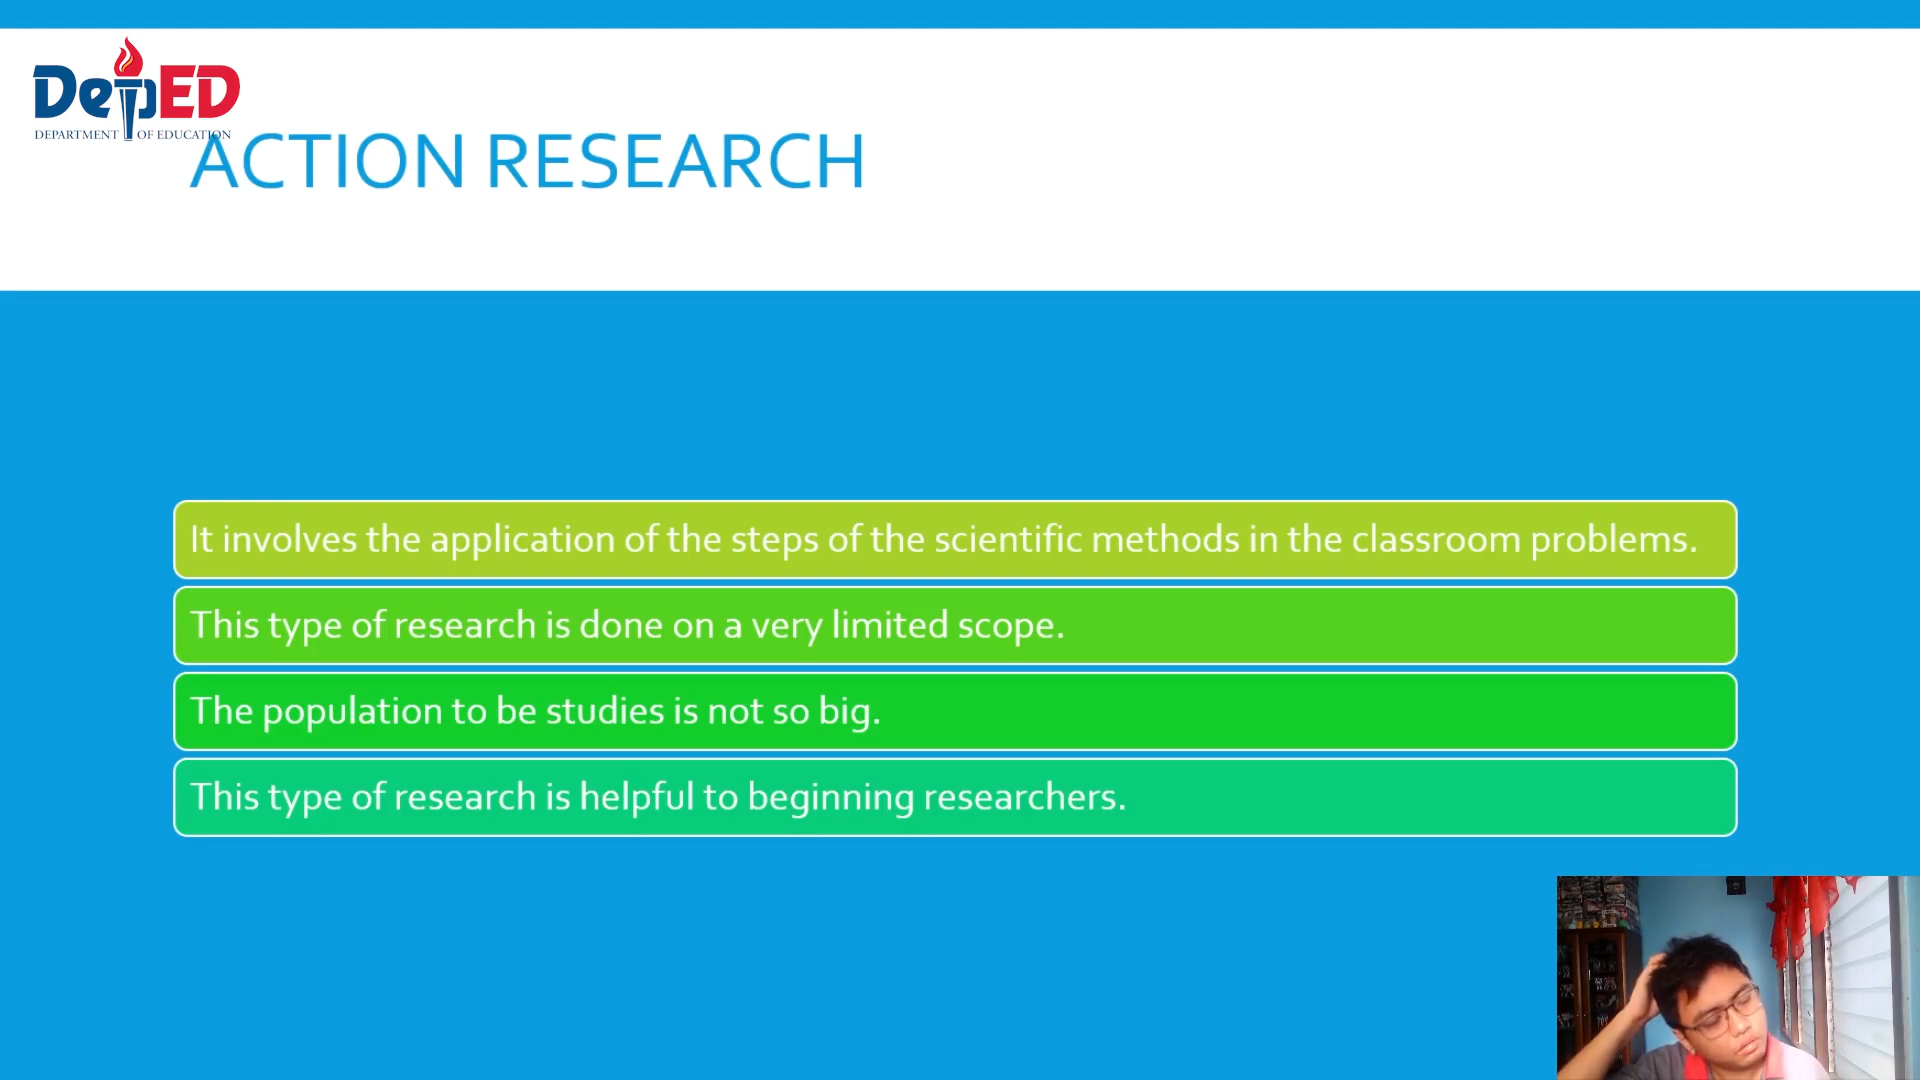 DepED
DEPARTMENT OF EDUCATION
ACTION RESEARCH
It involves the application of the steps of the scientific methods in the classroom problems.
This type of research is done on a very limited scope.
The population to be studies is not so big.
This type of research is helpful to beginning researchers.